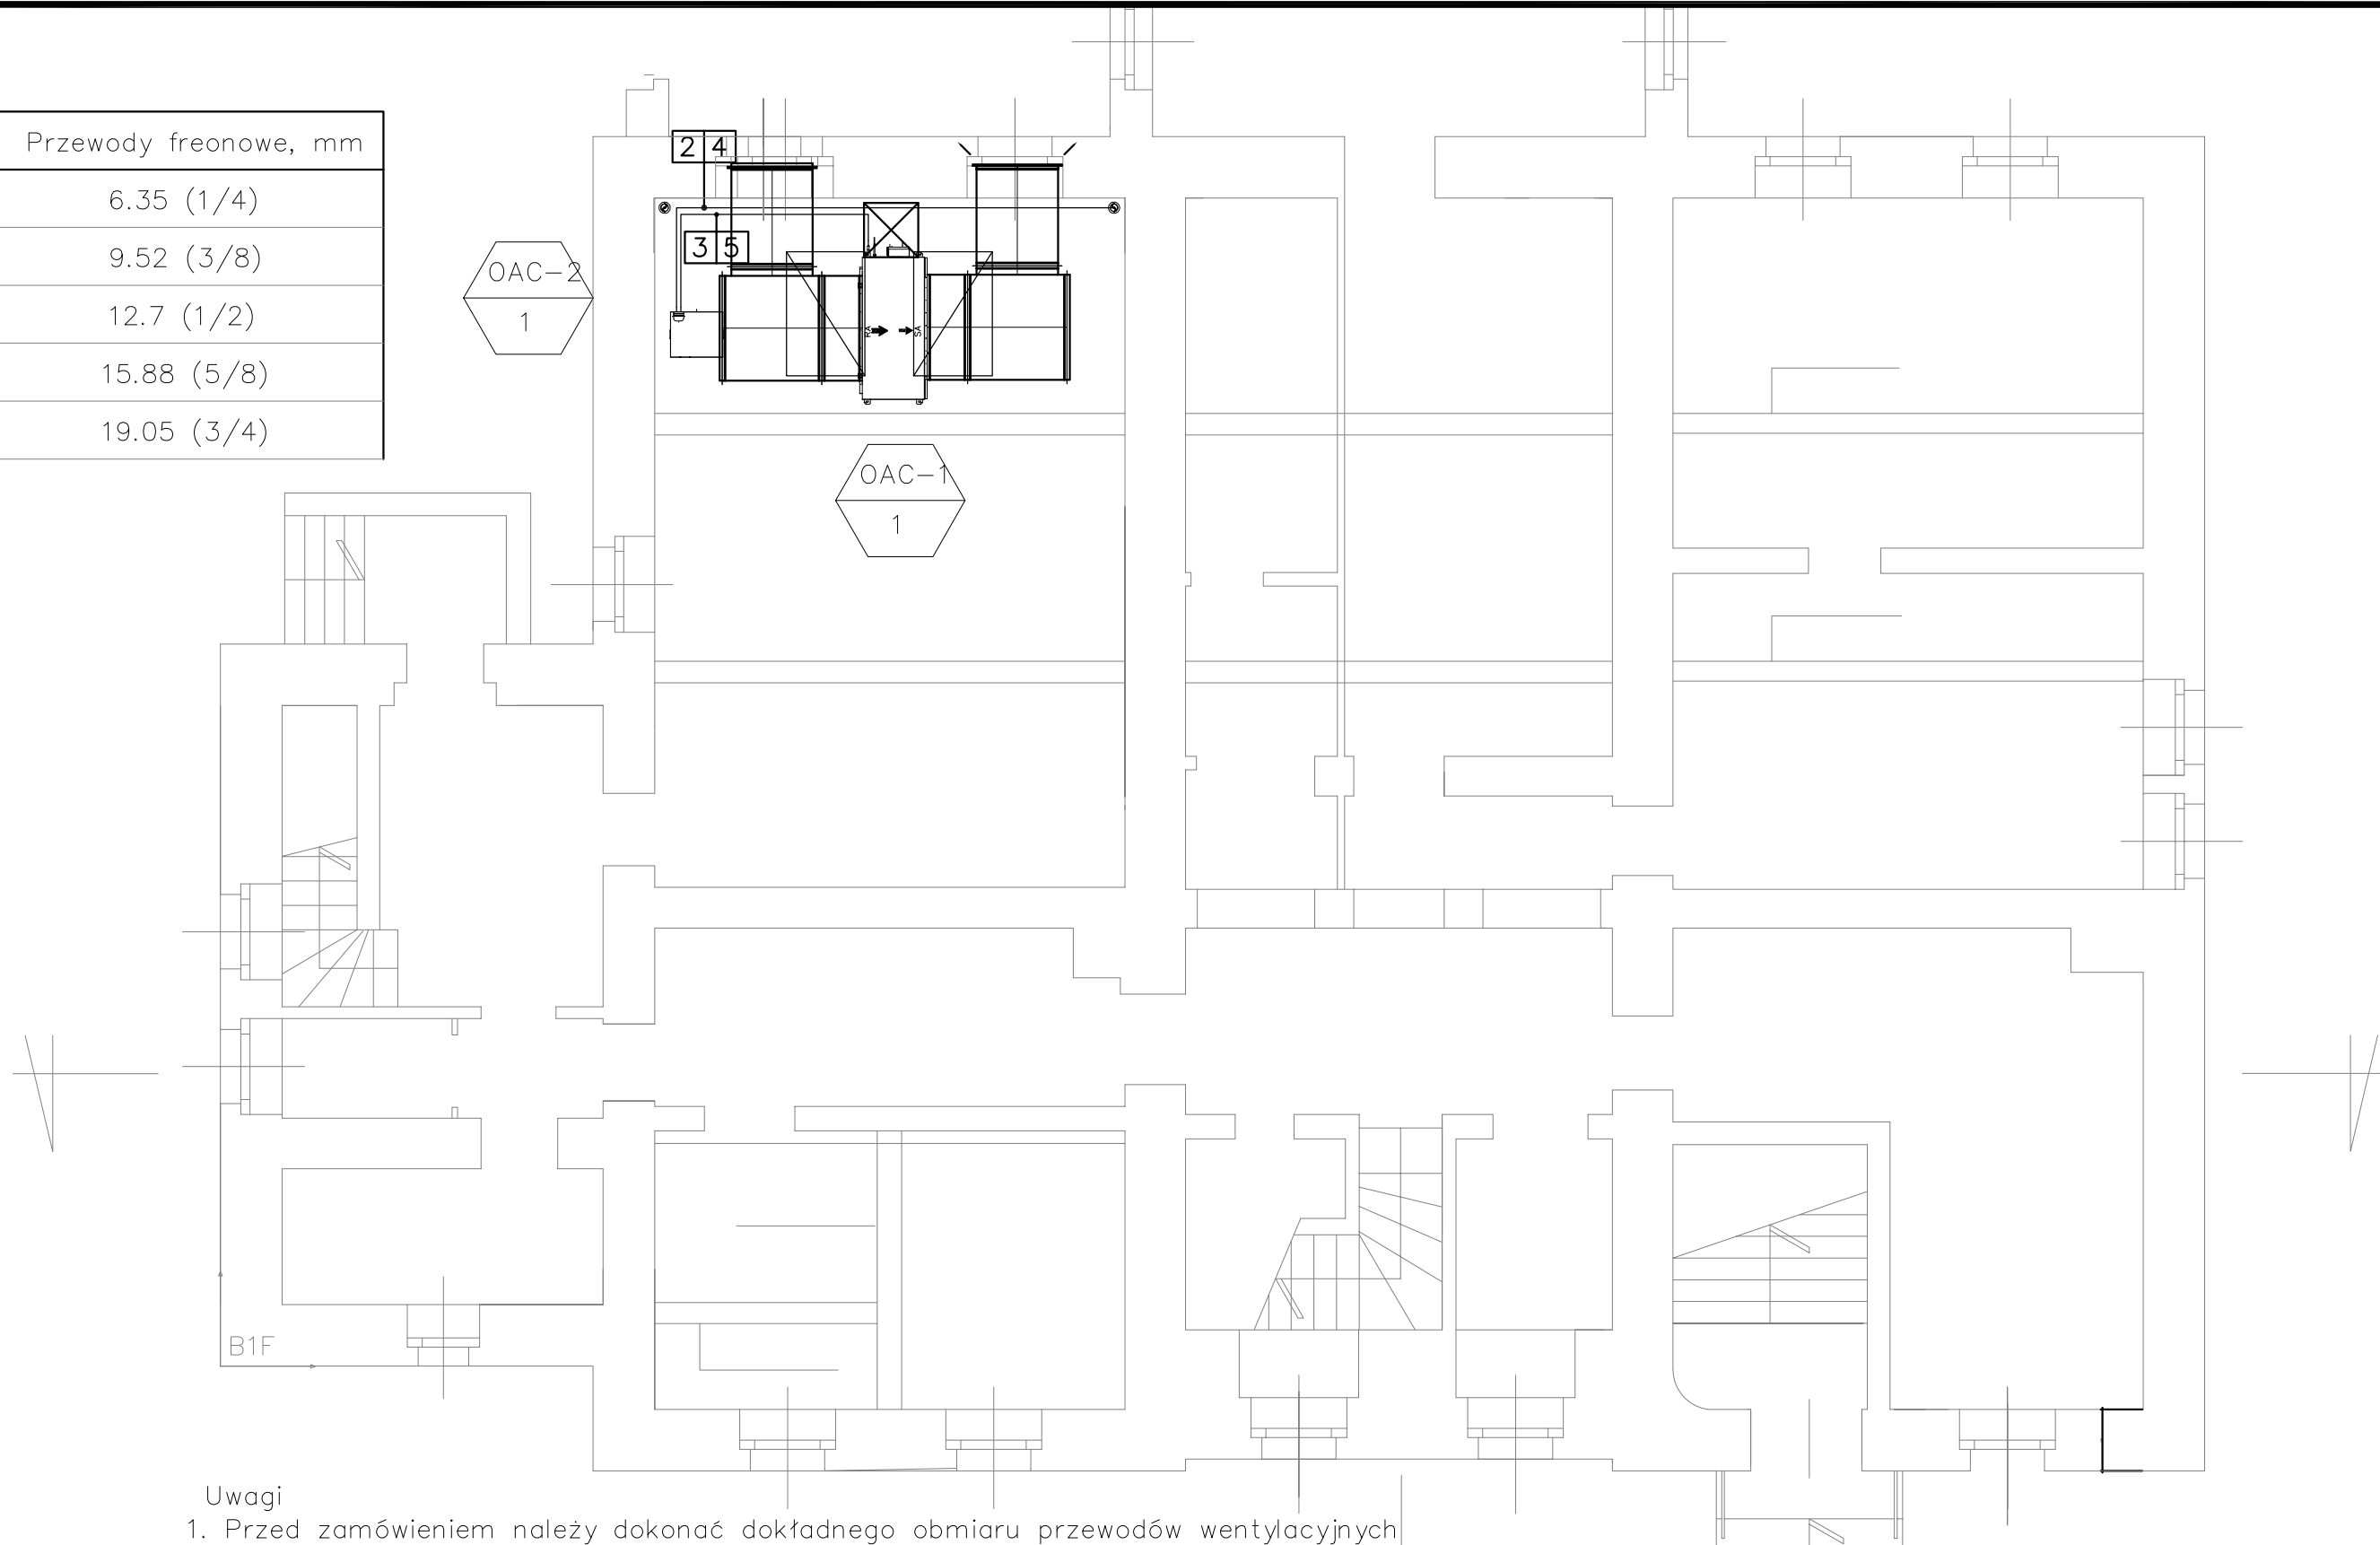 Przewody freonowe, mm
6.35 (1/4)
9.52 (3/8)
12.7 (1/2)
15.88 (5/8)
19.05 (3/4)
2 4
3 5
OAC-2
1
RA
SA
OAC-1
1
B1F
Uwagi
1. Przed zamówieniem należy dokonać dokładnego obmiaru przewodów wentylacyjnych